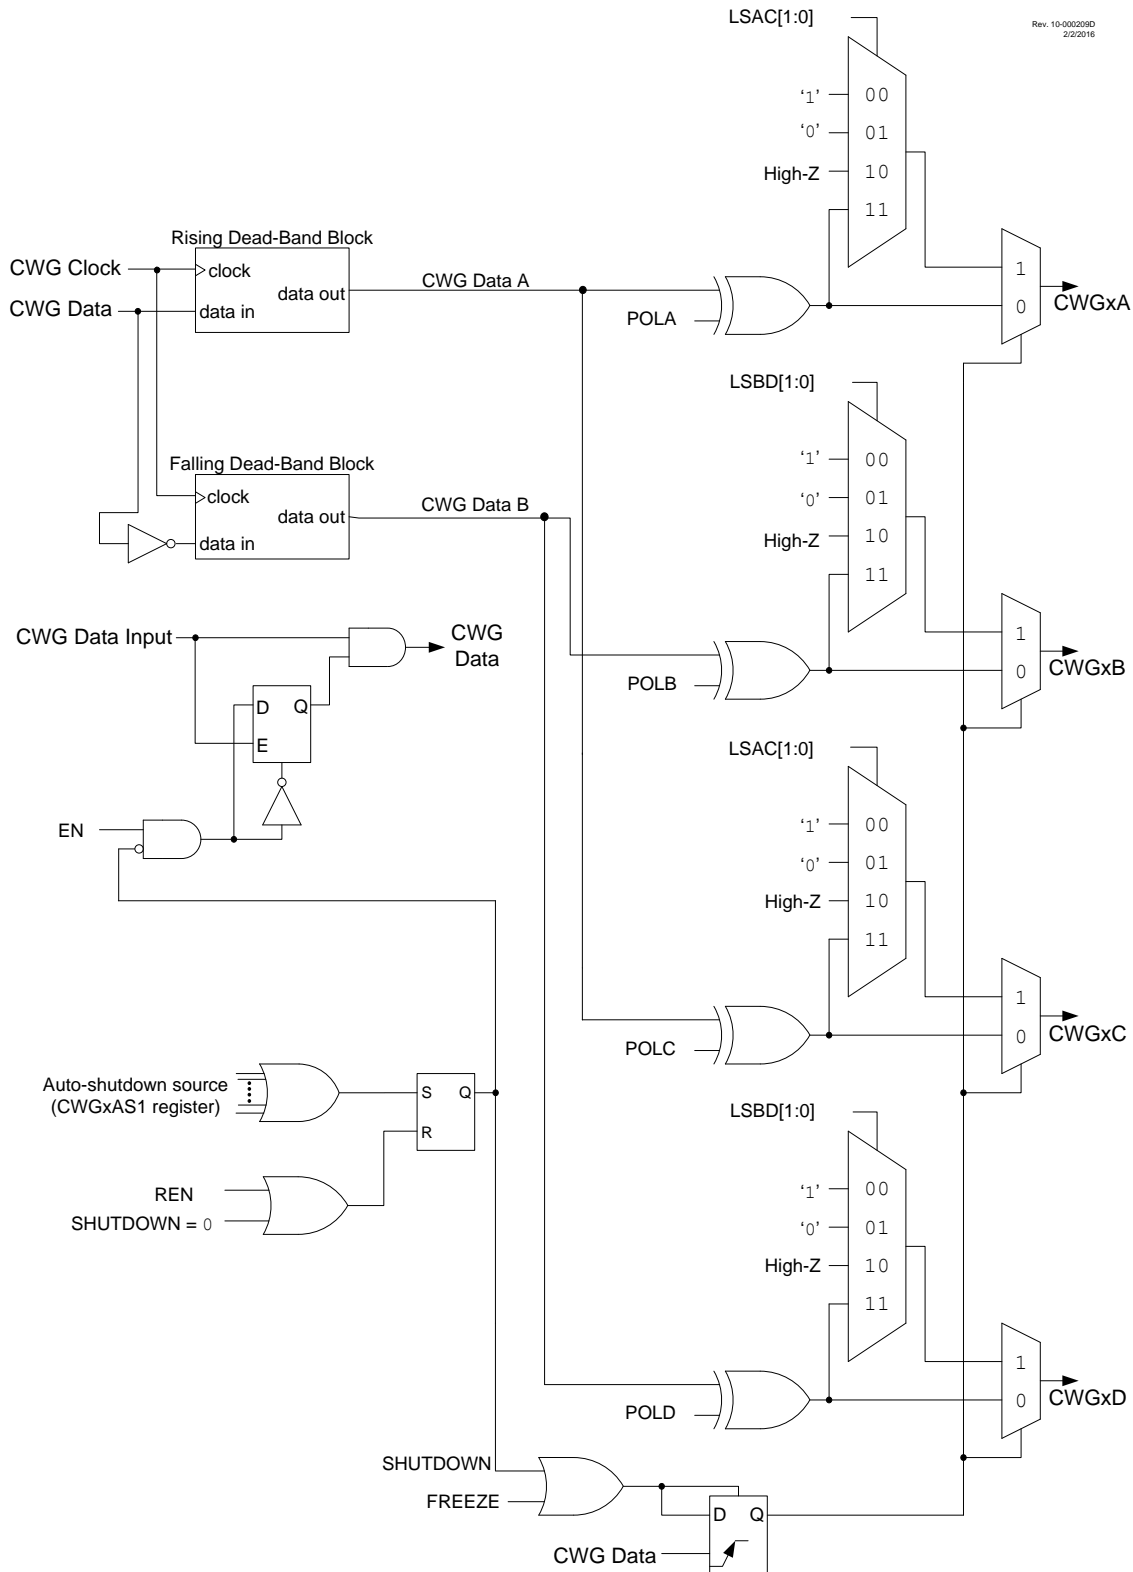 LSAC[1:0]
Rev. 10-000209D
2/2/2016
‘1’
00
‘0’
01
High-Z
10
11
Rising Dead-Band Block
CWG Clock
clock
CWG Data
data in
data out
CWG Data A
POLA
1
0
CWGxA
LSBD[1:0]
‘1’
00
‘0’
01
High-Z
10
11
Falling Dead-Band Block
clock
data out
data in
CWG Data B
POLB
1
0
CWGxB
CWG Data Input
CWG
Data
D
Q
E
EN
LSAC[1:0]
‘1’
00
‘0’
01
High-Z
10
11
POLC
1
0
CWGxC
Auto-shutdown source
(CWGxAS1 register)
S
Q
R
REN
SHUTDOWN = 0
LSBD[1:0]
‘1’
00
‘0’
01
High-Z
10
11
POLD
1
0
CWGxD
SHUTDOWN
FREEZE
D
Q
CWG Data